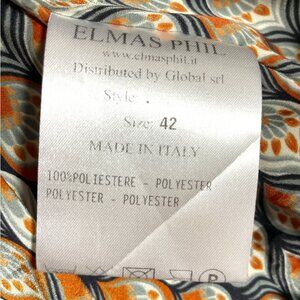 ELMAS PHIL
www.elmasphil.it
Distributed by Global srl
Style .
Size: 42
MADE IN ITALY
100%POLIESTERE - POLYESTER
POLYESTER - POLYESTER
P